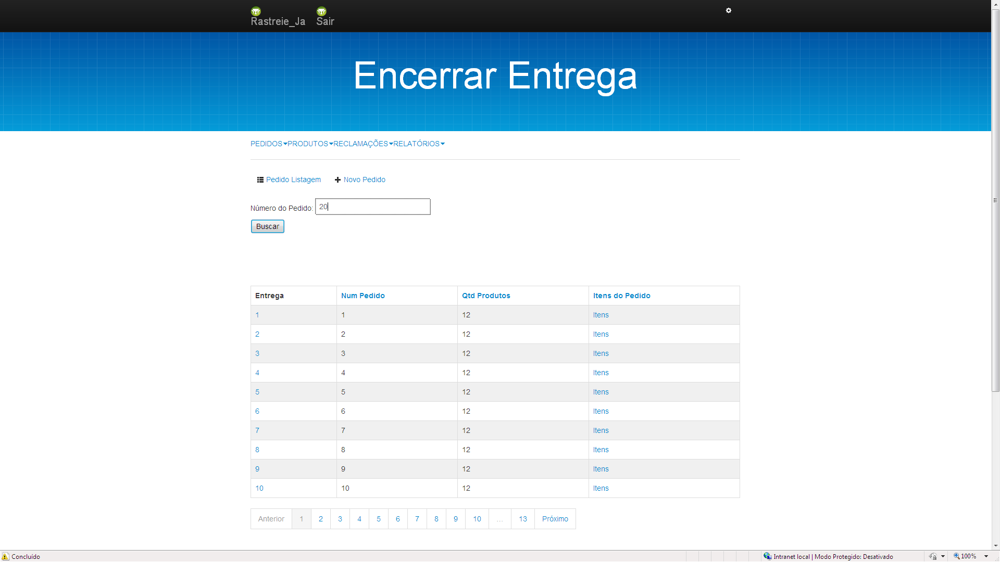 Rastreie_Ja Sair
Encerrar Entrega
PEDIDOS PRODUTOS RECLAMAÇÕES RELATÓRIOS
Pedido Listagem Novo Pedido
Número do Pedido: 20
Buscar
Entrega Num Pedido Qtd Produtos Itens do Pedido
1 1 12 Itens
2 2 12 Itens
3 3 12 Itens
4 4 12 Itens
5 5 12 Itens
6 6 12 Itens
7 7 12 Itens
8 8 12 Itens
9 9 12 Itens
10 10 12 Itens
Anterior 1 2 3 4 5 6 7 8 9 10 ... 13 Próximo
Concluído Intranet local | Modo Protegido: Desativado 100%